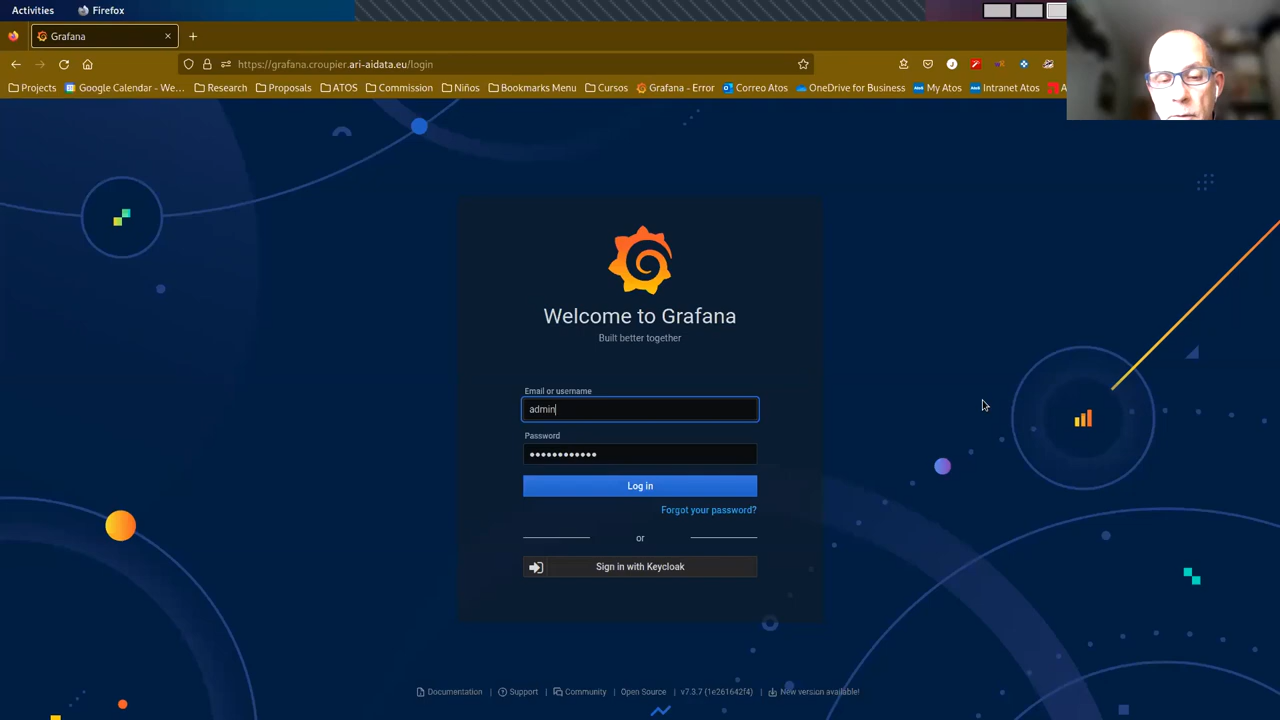 Activities
Firefox
Grafana
https://grafana.croupier.ari-aidata.eu/login
Projects
Google Calendar - We...
Research
Proposals
ATOS
Commission
Niños
Bookmarks Menu
Cursos
Grafana - Error
Correo Atos
OneDrive for Business
My Atos
Intranet Atos
Welcome to Grafana
Built better together
Email or username
admin
Password
Log in
Forgot your password?
or
Sign in with Keycloak
Documentation | Support | Community | Open Source | v7.3.7 (1e261642f4) | New version available!